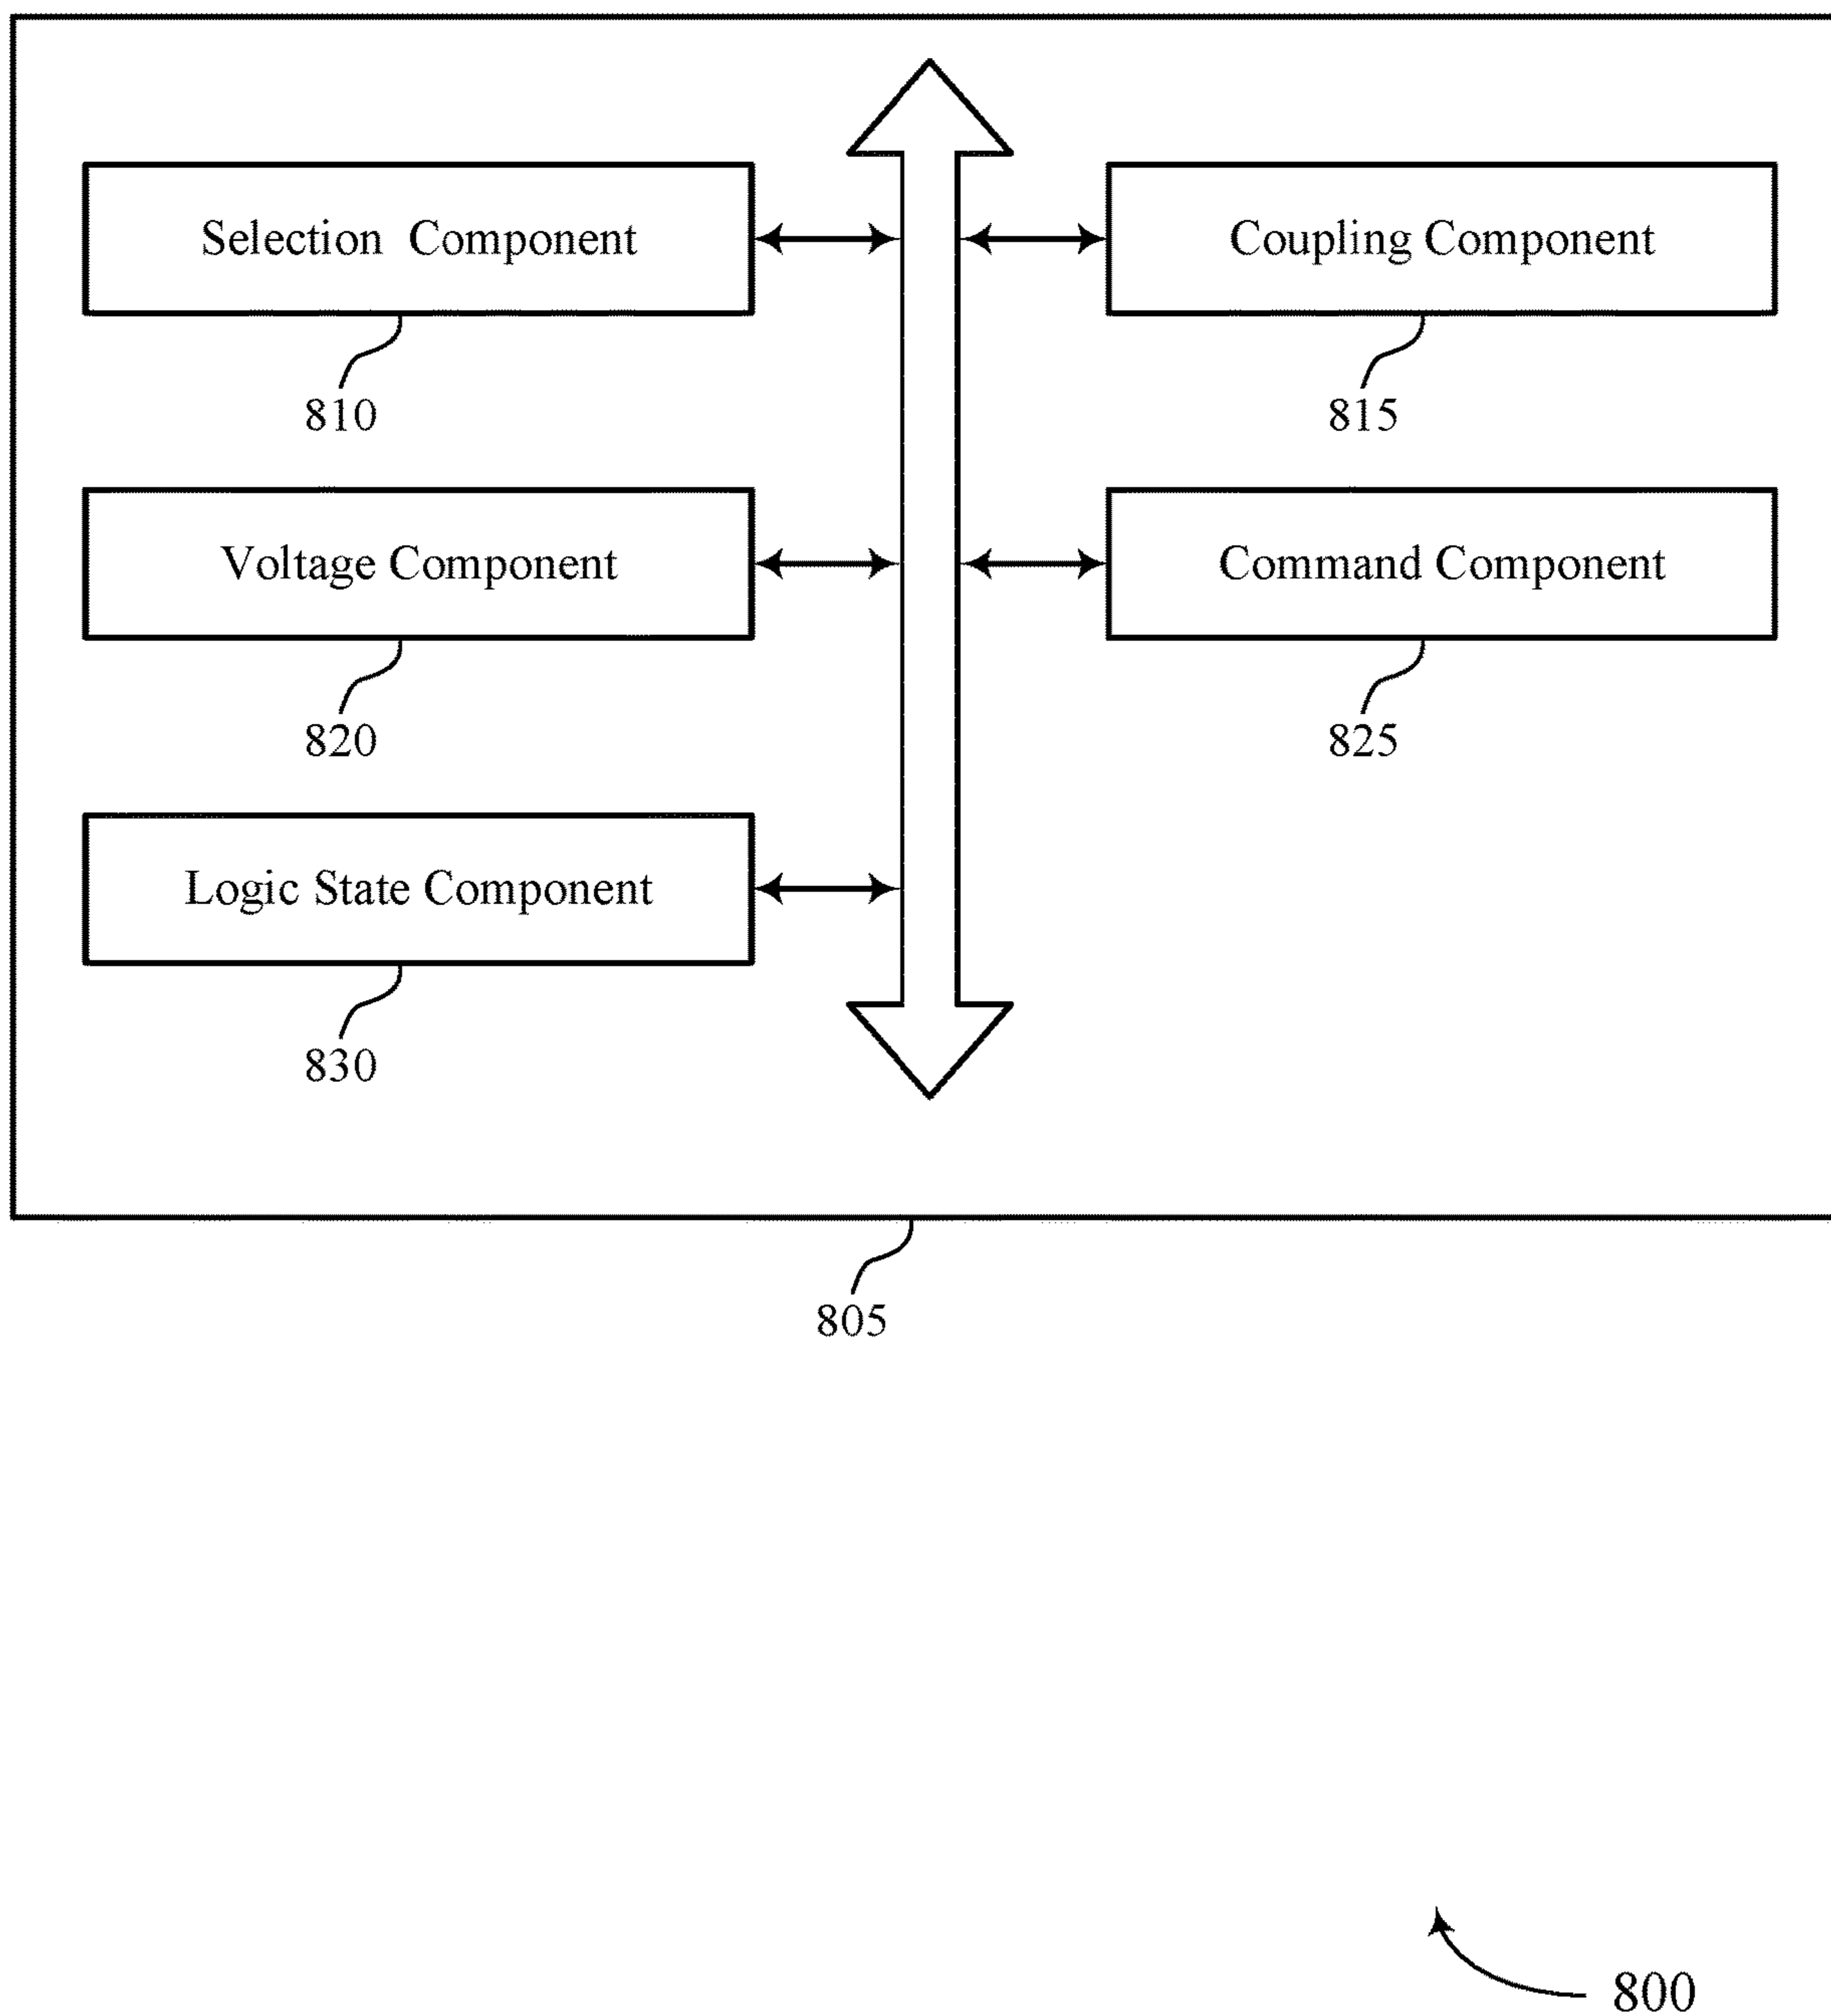 Selection Component
Coupling Component
810
815
Voltage Component
Command Component
820
825
Logic State Component
830
805
800